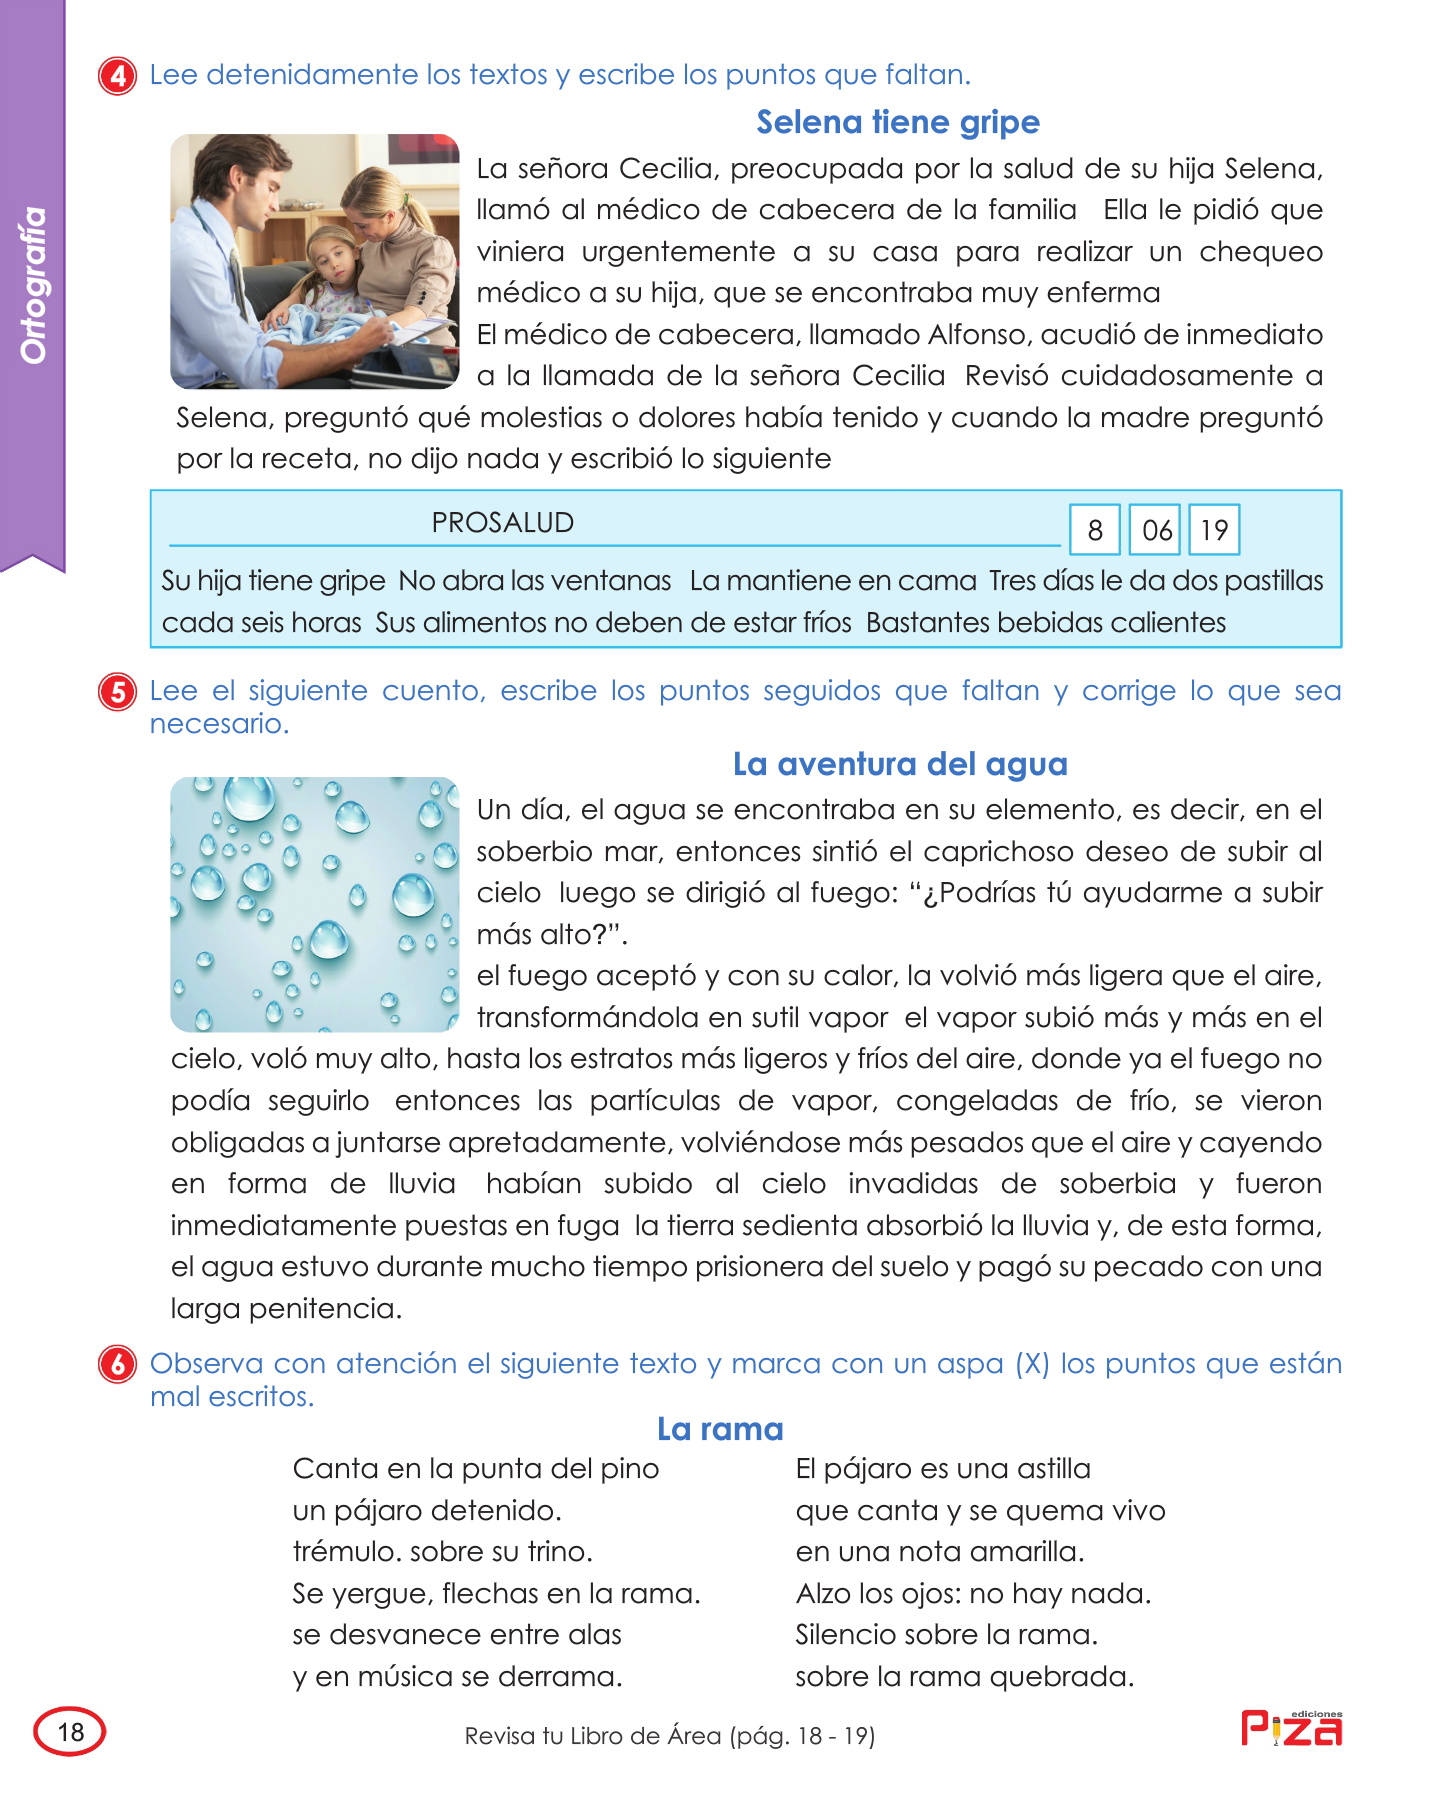 Ortografía
4 Lee detenidamente los textos y escribe los puntos que faltan.
Selena tiene gripe
La señora Cecilia, preocupada por la salud de su hija Selena,
llamó al médico de cabecera de la familia Ella le pidió que
viniera urgentemente a su casa para realizar un chequeo
médico a su hija, que se encontraba muy enferma
El médico de cabecera, llamado Alfonso, acudió de inmediato
a la llamada de la señora Cecilia Revisó cuidadosamente a
Selena, preguntó qué molestias o dolores había tenido y cuando la madre preguntó
por la receta, no dijo nada y escribió lo siguiente
PROSALUD 8 06 19
Su hija tiene gripe No abra las ventanas La mantiene en cama Tres días le da dos pastillas
cada seis horas Sus alimentos no deben de estar fríos Bastantes bebidas calientes
5 Lee el siguiente cuento, escribe los puntos seguidos que faltan y corrige lo que sea
necesario.
La aventura del agua
Un día, el agua se encontraba en su elemento, es decir, en el
soberbio mar, entonces sintió el caprichoso deseo de subir al
cielo luego se dirigió al fuego: “¿Podrías tú ayudarme a subir
más alto?”.
el fuego aceptó y con su calor, la volvió más ligera que el aire,
transformándola en sutil vapor el vapor subió más y más en el
cielo, voló muy alto, hasta los estratos más ligeros y fríos del aire, donde ya el fuego no
podía seguirlo entonces las partículas de vapor, congeladas de frío, se vieron
obligadas a juntarse apretadamente, volviéndose más pesados que el aire y cayendo
en forma de lluvia habían subido al cielo invadidas de soberbia y fueron
inmediatamente puestas en fuga la tierra sedienta absorbió la lluvia y, de esta forma,
el agua estuvo durante mucho tiempo prisionera del suelo y pagó su pecado con una
larga penitencia.
6 Observa con atención el siguiente texto y marca con un aspa (X) los puntos que están
mal escritos.
La rama
Canta en la punta del pino
un pájaro detenido.
trémulo. sobre su trino.
Se yergue, flechas en la rama.
se desvanece entre alas
y en música se derrama.
El pájaro es una astilla
que canta y se quema vivo
en una nota amarilla.
Alzo los ojos: no hay nada.
Silencio sobre la rama.
sobre la rama quebrada.
18
Revisa tu Libro de Área (pág. 18 - 19)
ediciones
Piza